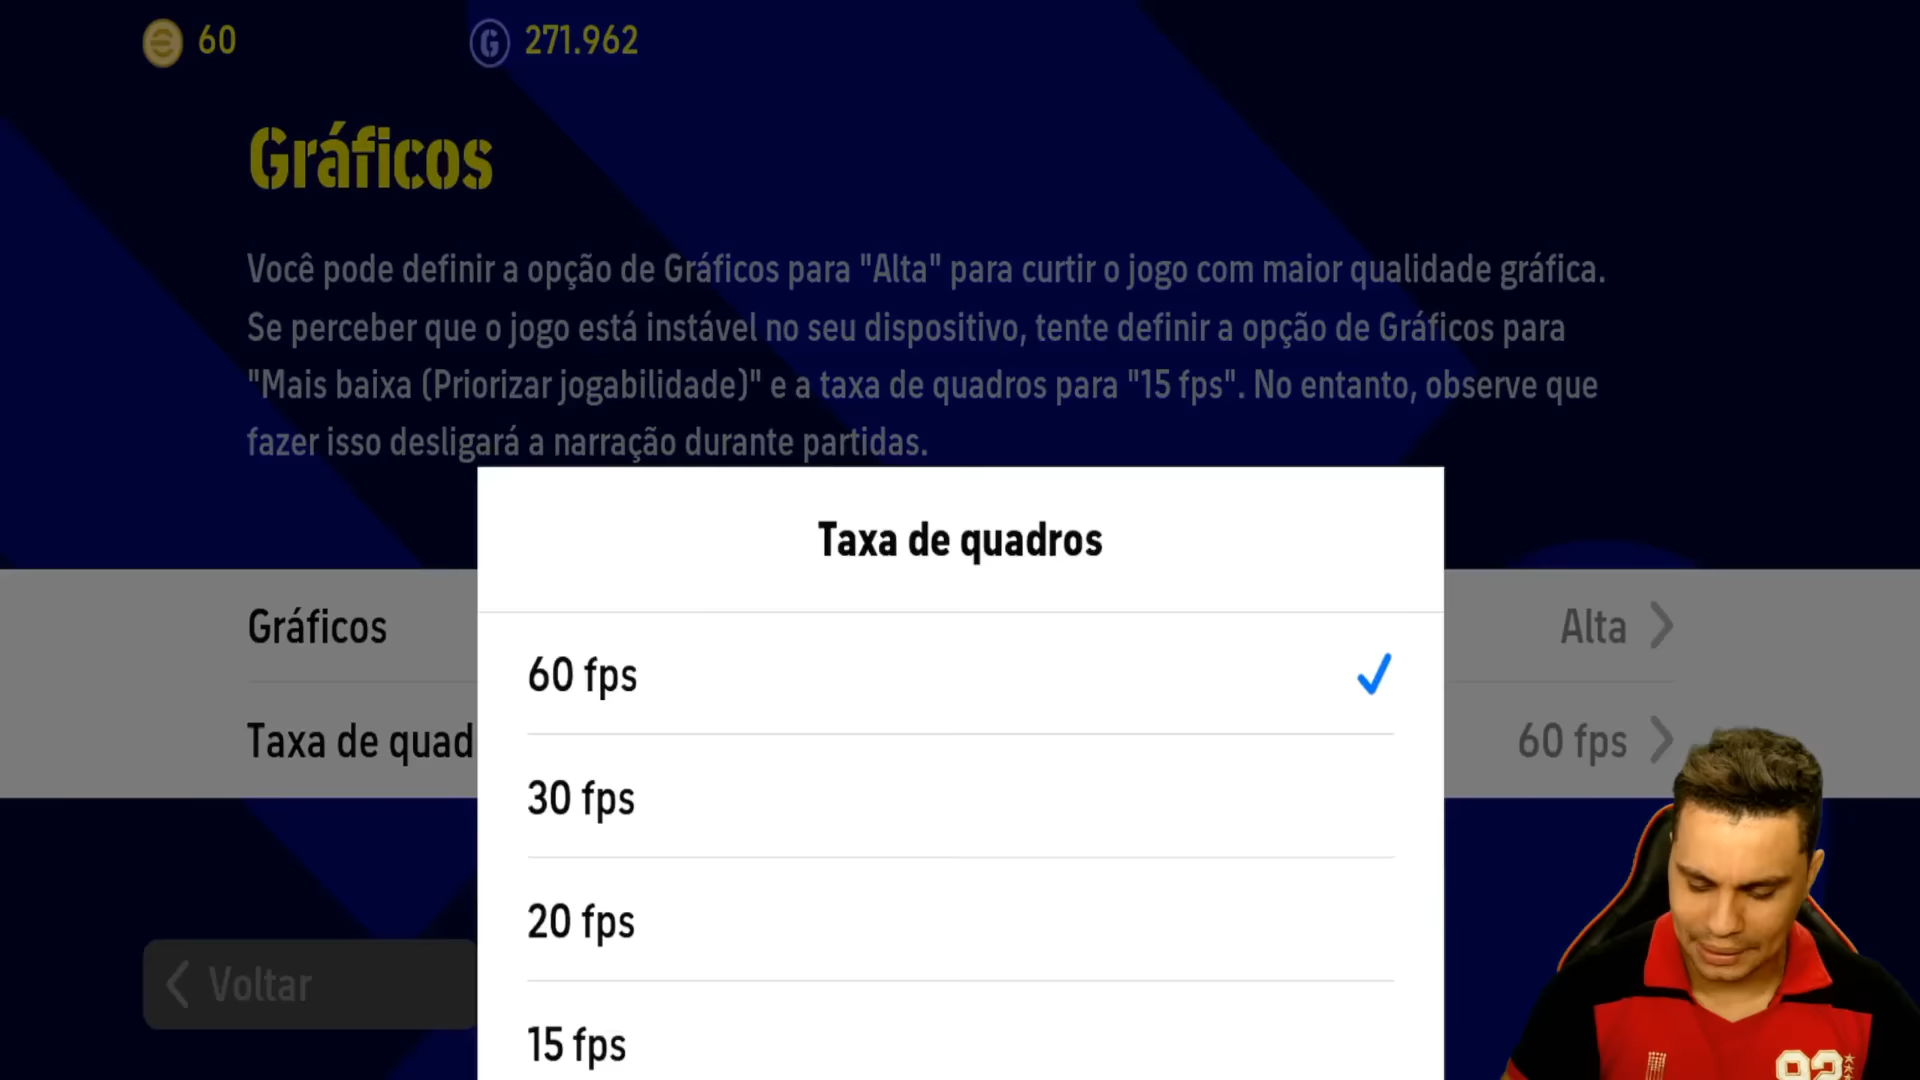 60
271.962
Gráficos
Você pode definir a opção de Gráficos para "Alta" para curtir o jogo com maior qualidade gráfica.
Se perceber que o jogo está instável no seu dispositivo, tente definir a opção de Gráficos para
"Mais baixa (Priorizar jogabilidade)" e a taxa de quadros para "15 fps". No entanto, observe que
fazer isso desligará a narração durante partidas.
Taxa de quadros
Gráficos
Alta
60 fps
Taxa de quad
60 fps
30 fps
20 fps
Voltar
15 fps
92